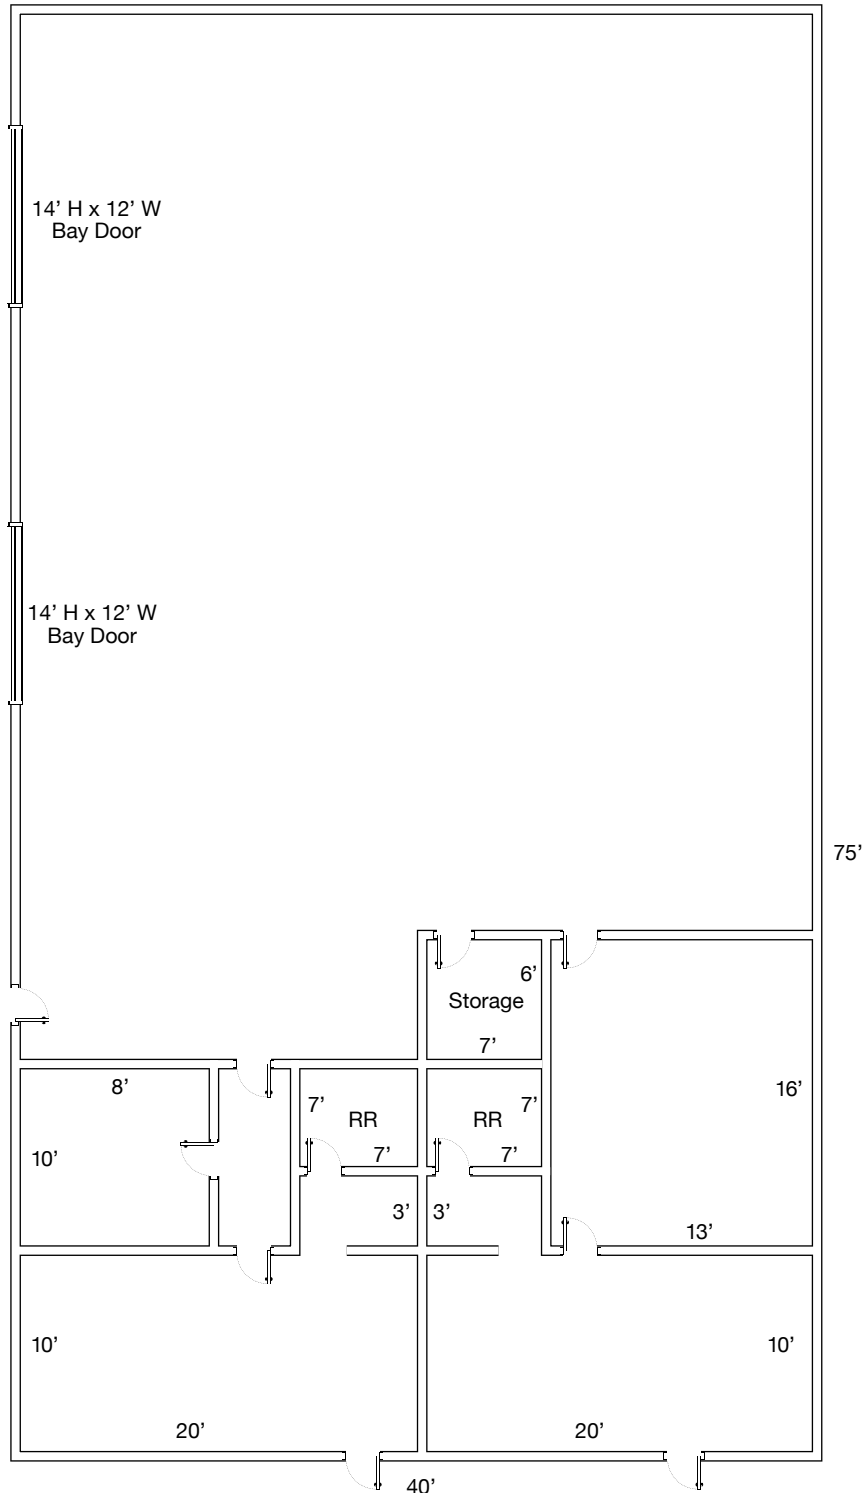 14’ H x 12’ W
Bay Door
14’ H x 12’ W
Bay Door
75’
6’
Storage
7’
8’
16’
7’
RR
7’
RR
10’
7’
7’
3’
3’
13’
10’
10’
20’
20’
40’